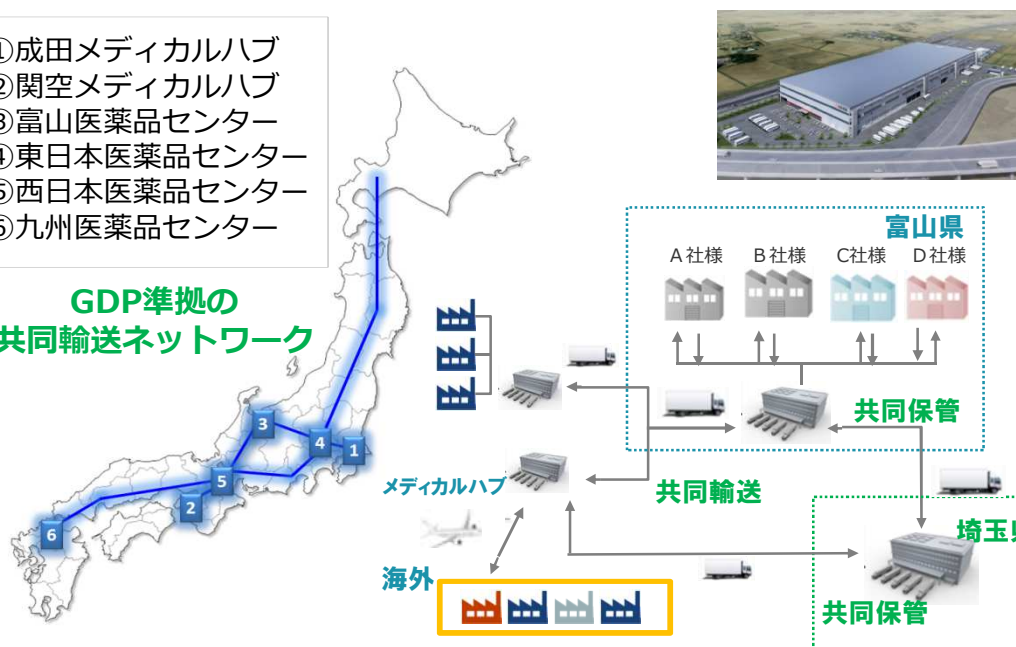 ①成田メディカルハブ
②関空メディカルハブ
③富山医薬品センター
④東日本医薬品センター
⑤西日本医薬品センター
⑥九州医薬品センター
GDP準拠の
共同輸送ネットワーク
富山県
A社様 B社様 C社様 D社様
共同保管
3
4
1
5
2
6
メディカルハブ
共同輸送
埼玉県
海外
共同保管